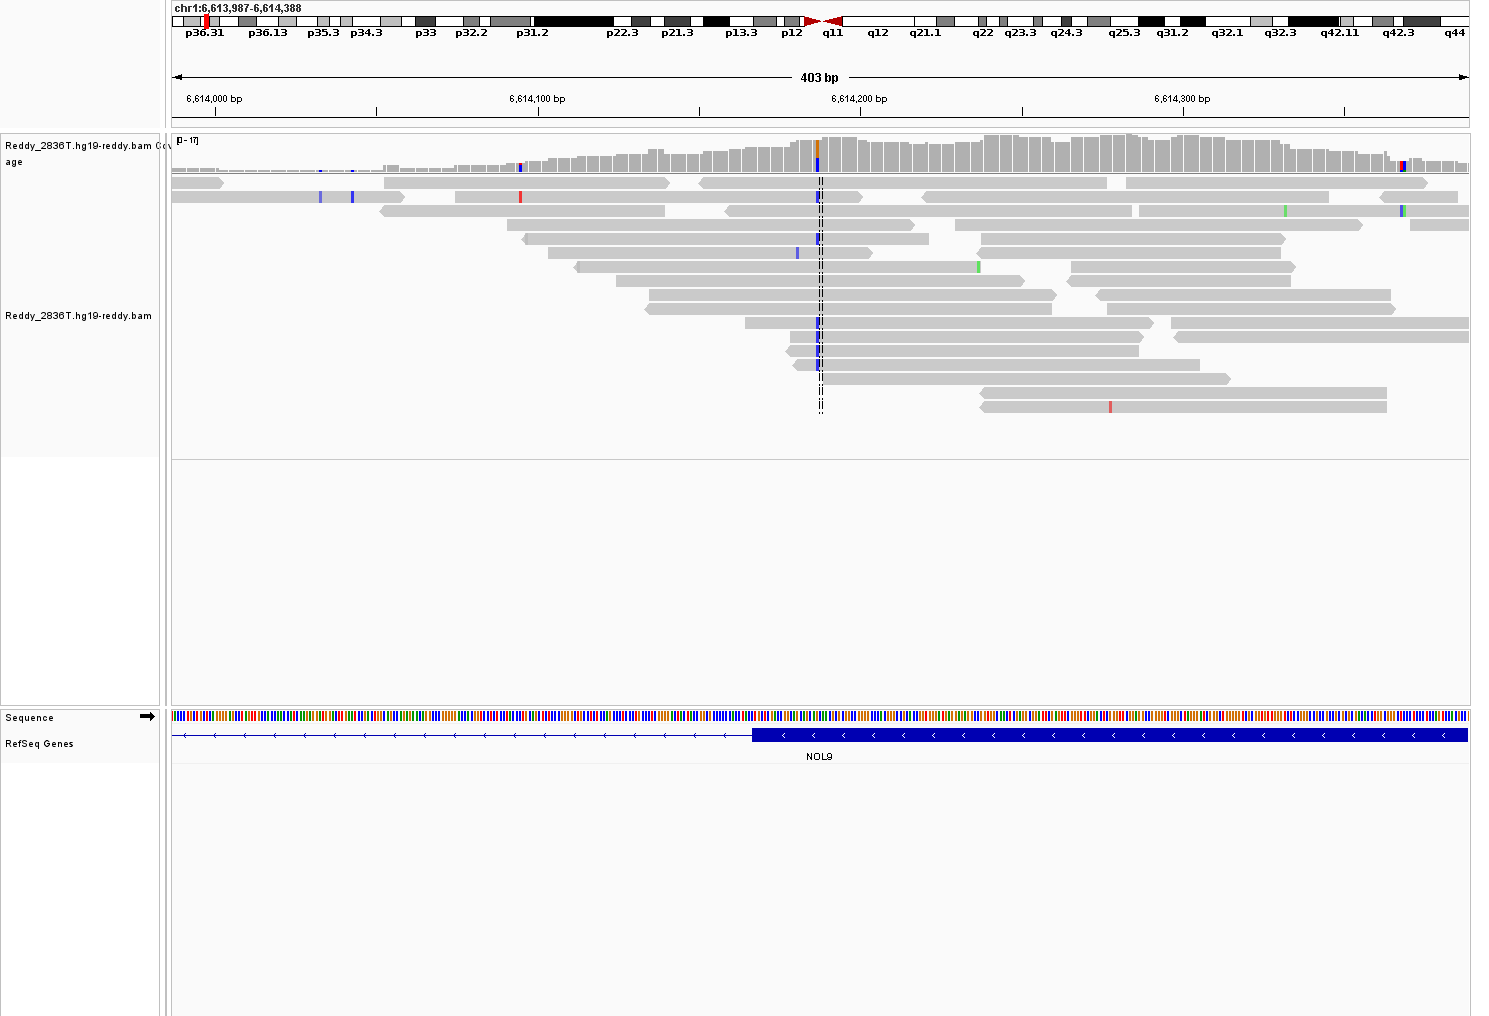 chr1:6,613,987-6,614,388
p36.31 p36.13 p35.3 p34.3 p33 p32.2 p31.2 p22.3 p21.3 p13.3 p12 q11 q12 q21.1 q22 q23.3 q24.3 q25.3 q31.2 q32.1 q32.3 q42.11 q42.3 q44
403 bp
6,614,000 bp 6,614,100 bp 6,614,200 bp 6,614,300 bp
Reddy_2836T.hg19-reddy.bam Cov
age
[0 - 17]
Reddy_2836T.hg19-reddy.bam
Sequence
RefSeq Genes
NOL9